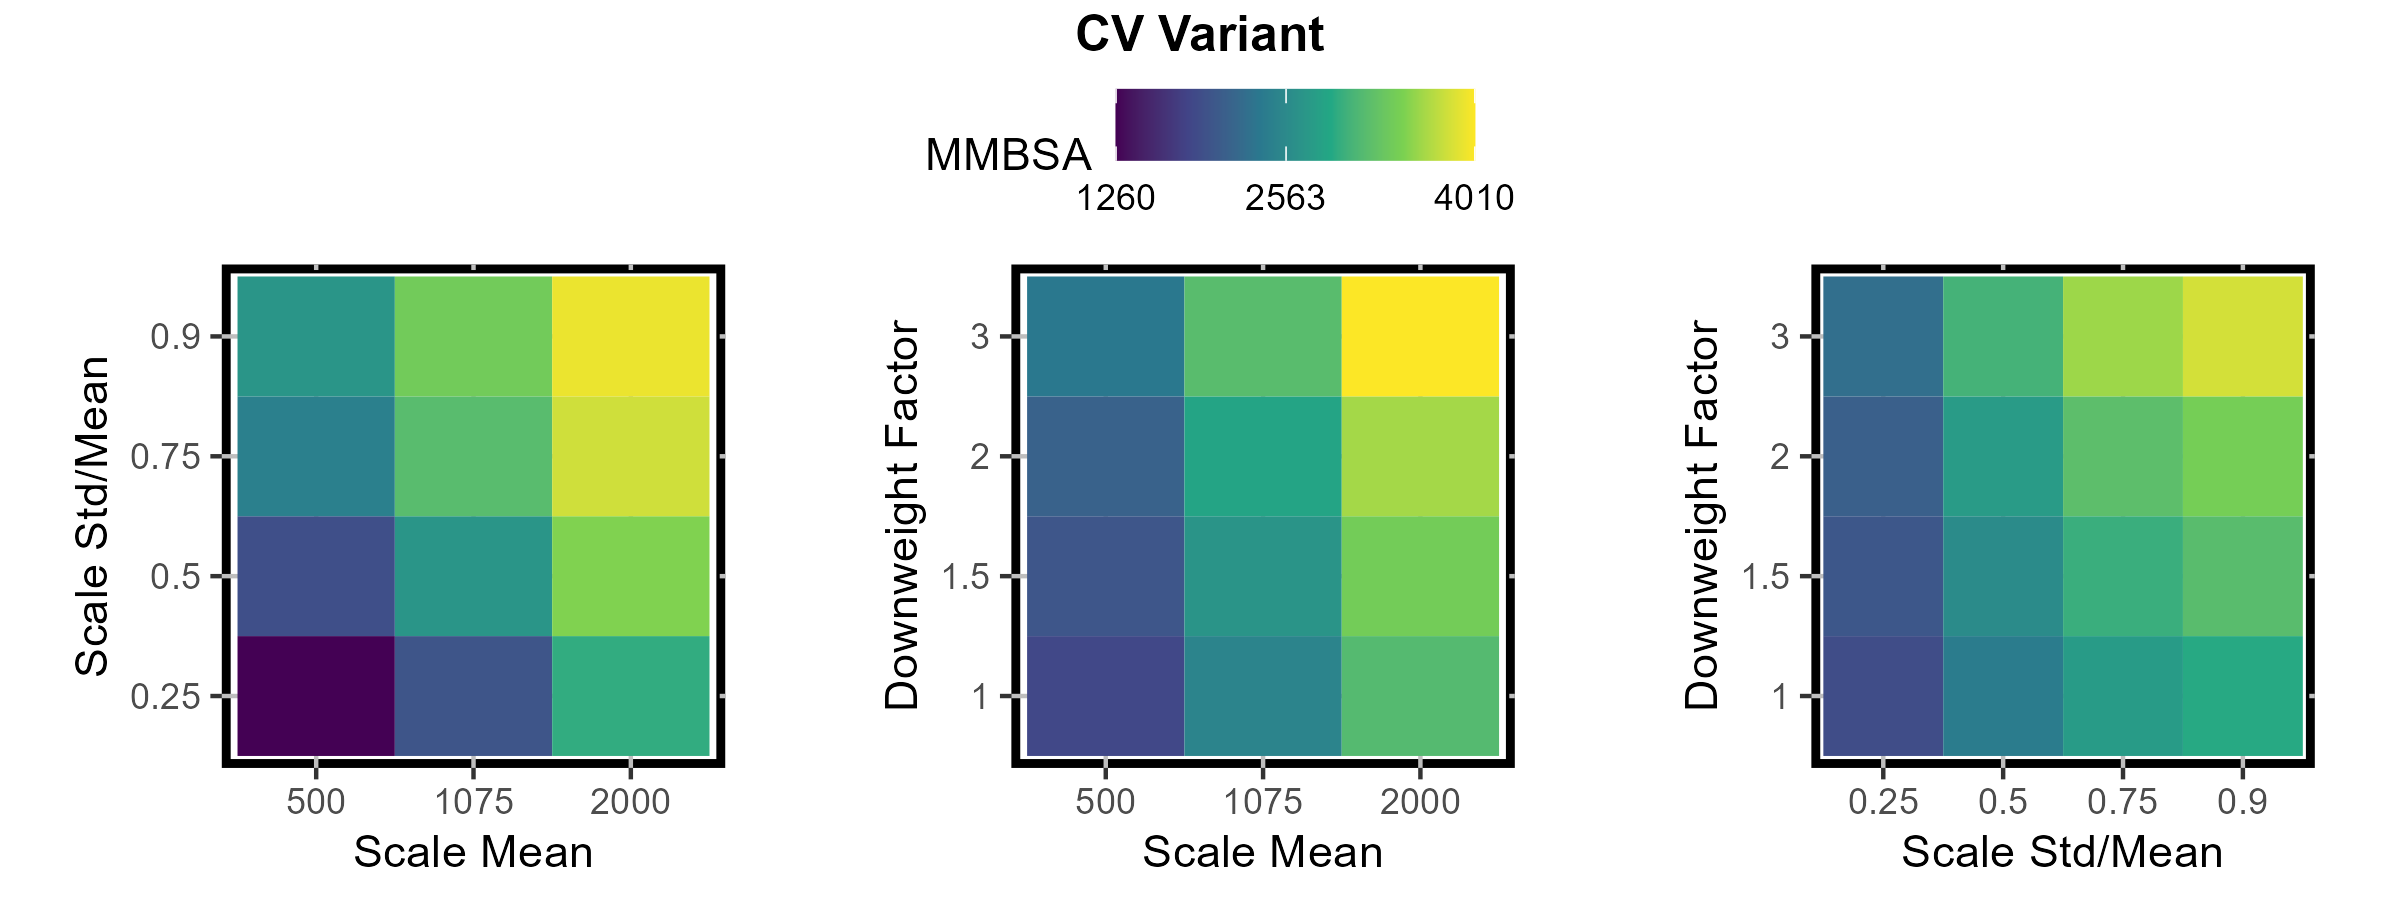 CV Variant
MMBSA
1260 2563 4010
Scale Std/Mean
0.9
0.75
0.5
0.25
500 1075 2000
Scale Mean
Downweight Factor
3
2
1.5
1
500 1075 2000
Scale Mean
Downweight Factor
3
2
1.5
1
0.25 0.5 0.75 0.9
Scale Std/Mean